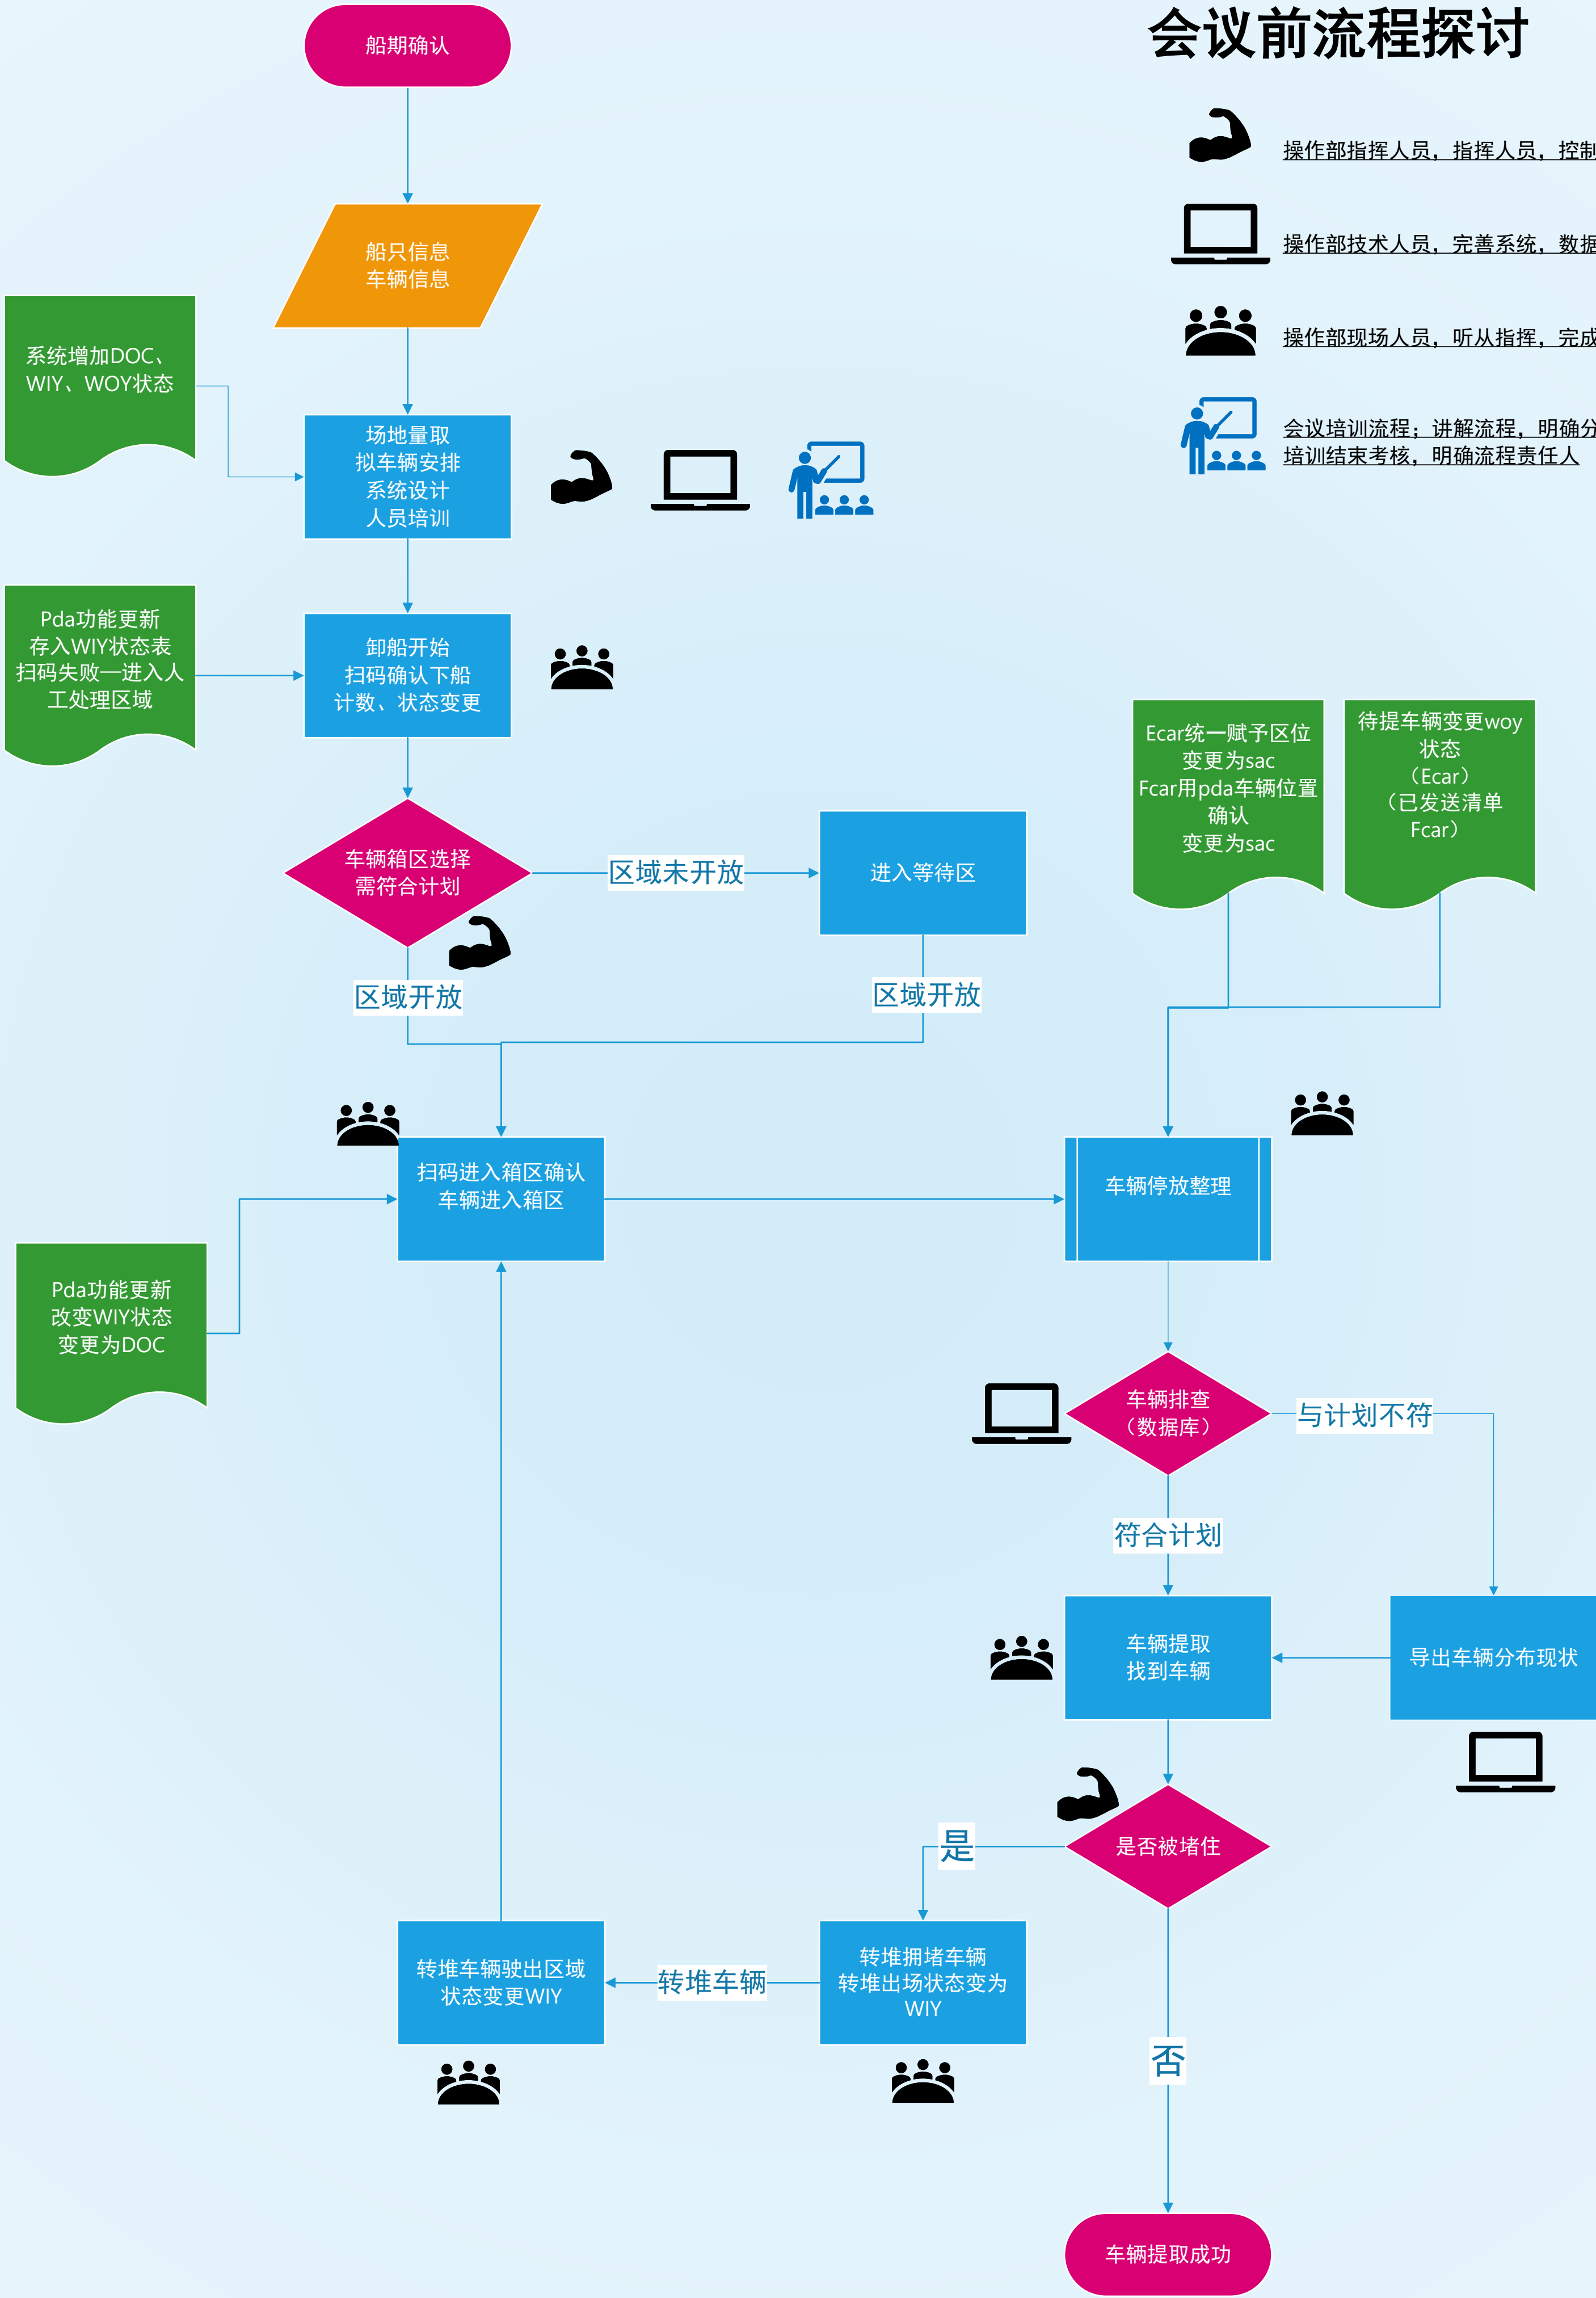 会议前流程探讨
船期确认
操作部指挥人员，指挥人员，控制
操作部技术人员，完善系统，数据
操作部现场人员，听从指挥，完成
会议培训流程；讲解流程，明确分
培训结束考核，明确流程责任人
船只信息
车辆信息
系统增加DOC、
WIY、WOY状态
场地量取
拟车辆安排
系统设计
人员培训
Pda功能更新
存入WIY状态表
扫码失败—进入人
工处理区域
卸船开始
扫码确认下船
计数、状态变更
Ecar统一赋予区位
变更为sac
Fcar用pda车辆位置
确认
变更为sac
待提车辆变更woy
状态
（Ecar）
（已发送清单
Fcar）
车辆箱区选择
需符合计划
区域未开放
进入等待区
区域开放
区域开放
扫码进入箱区确认
车辆进入箱区
车辆停放整理
Pda功能更新
改变WIY状态
变更为DOC
车辆排查
（数据库）
与计划不符
符合计划
车辆提取
找到车辆
导出车辆分布现状
是否被堵住
是
转堆车辆驶出区域
状态变更WIY
转堆车辆
转堆拥堵车辆
转堆出场状态变为
WIY
否
车辆提取成功